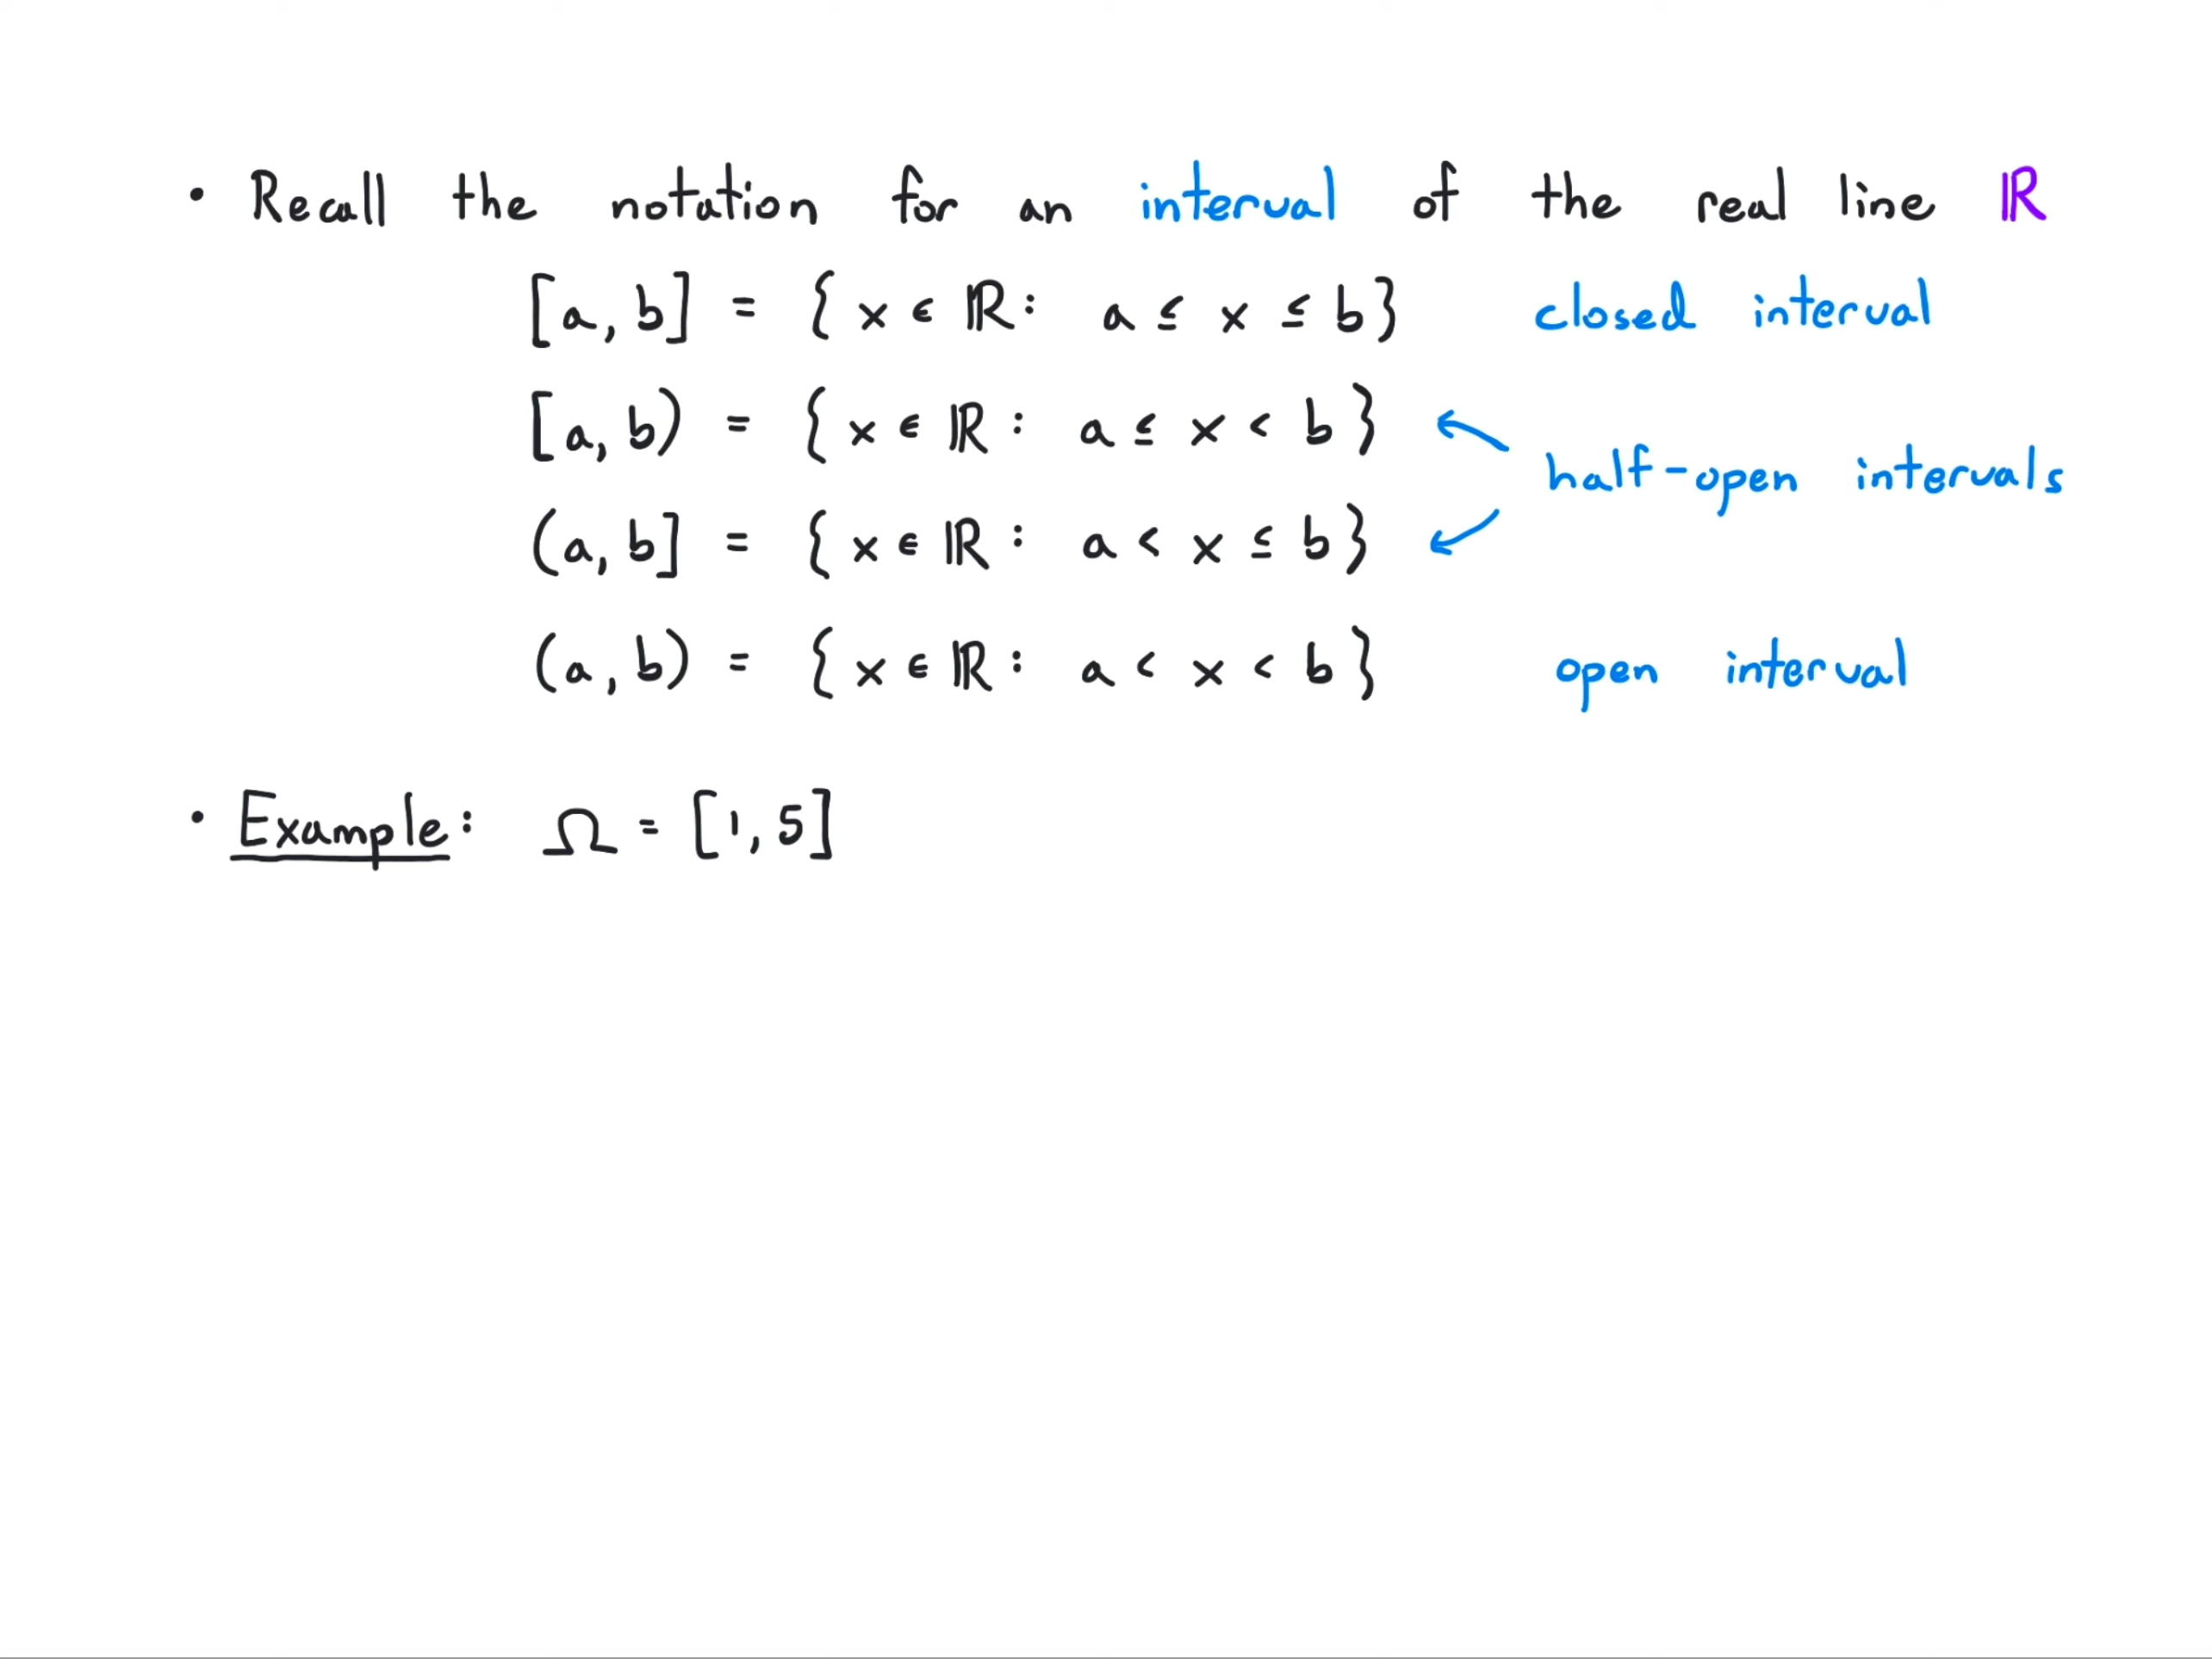 • Recall the notation for an interval of the real line ℝ
[a, b] = { x ∈ ℝ : a ≤ x ≤ b} closed interval
[a, b) = { x ∈ ℝ : a ≤ x < b }
half-open intervals
(a, b] = { x ∈ ℝ : a < x ≤ b}
(a, b) = { x ∈ ℝ : a < x < b } open interval
• Example: Ω = [1, 5]